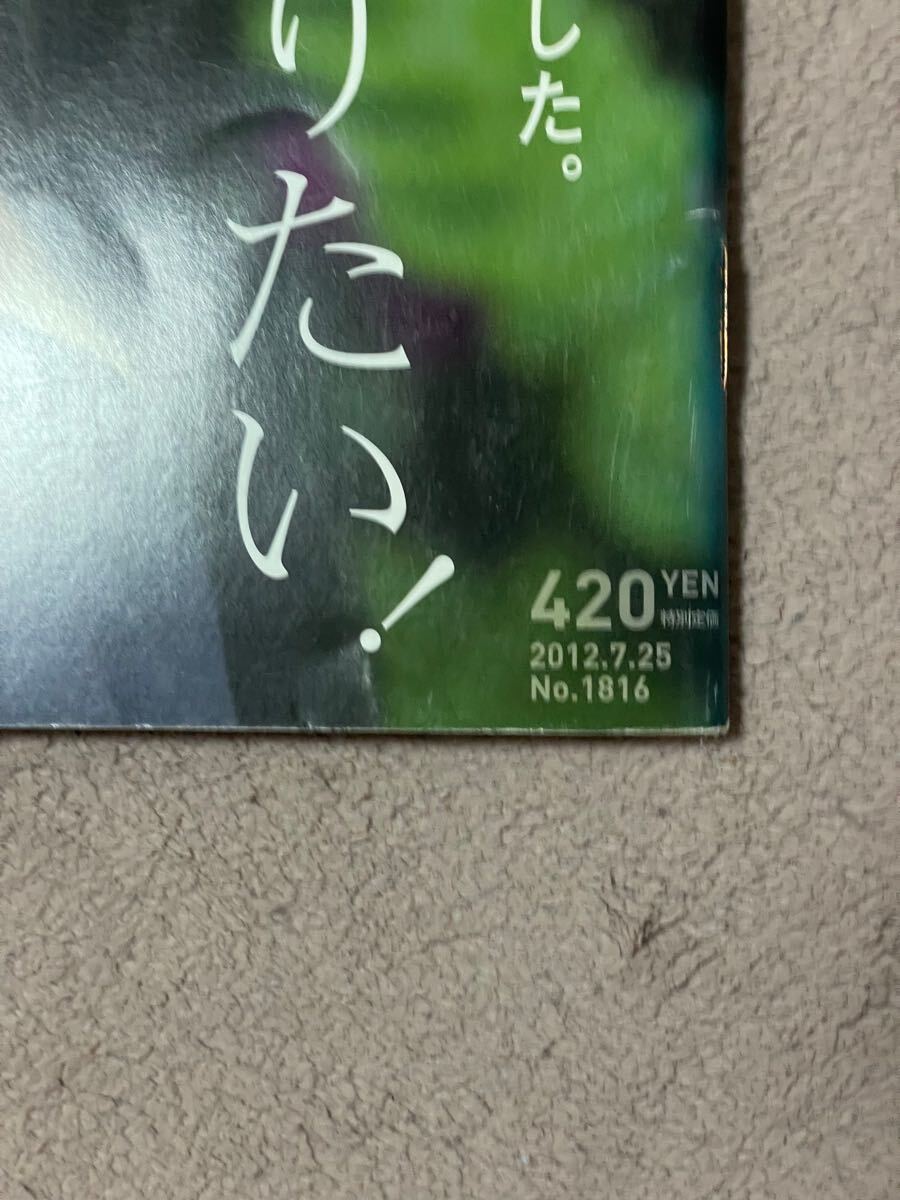 した。
りたい！
420 YEN
特別定価
2012.7.25
No.1816